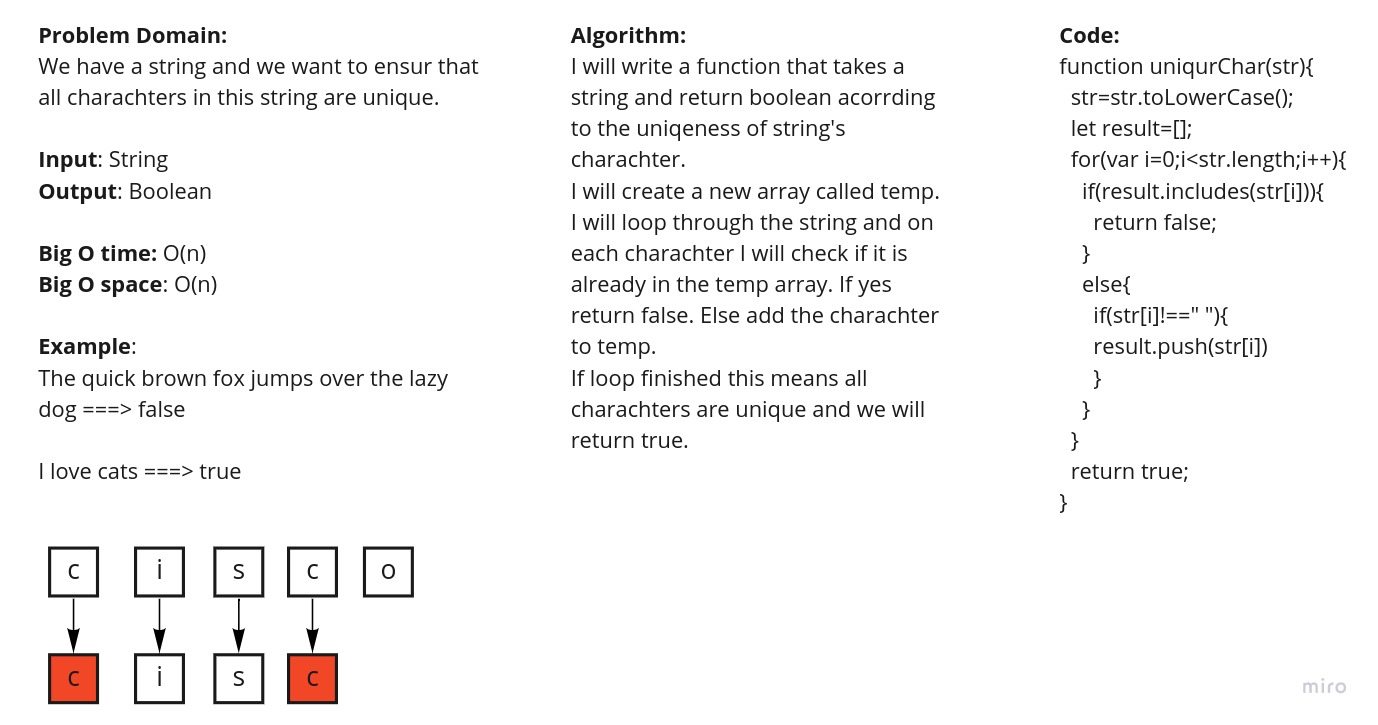 Problem Domain:
We have a string and we want to ensur that
all charachters in this string are unique.
Input: String
Output: Boolean
Big O time: O(n)
Big O space: O(n)
Example:
The quick brown fox jumps over the lazy
dog ===> false
I love cats ===> true
c i s c o
c i s c
Algorithm:
I will write a function that takes a
string and return boolean acorrding
to the uniqeness of string's
charachter.
I will create a new array called temp.
I will loop through the string and on
each charachter I will check if it is
already in the temp array. If yes
return false. Else add the charachter
to temp.
If loop finished this means all
charachters are unique and we will
return true.
Code:
function uniqurChar(str){
str=str.toLowerCase();
let result=[];
for(var i=0;i<str.length;i++){
if(result.includes(str[i])){
return false;
}
else{
if(str[i]!==" "){
result.push(str[i])
}
}
}
return true;
}
miro